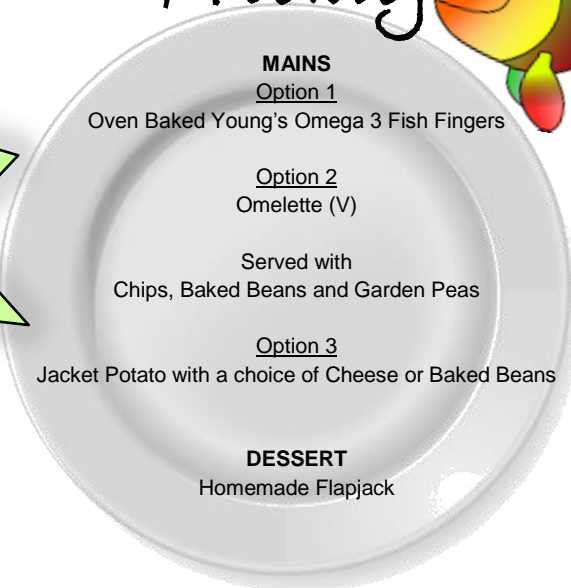 MAINS
Option 1
Oven Baked Young's Omega 3 Fish Fingers
Option 2
Omelette (V)
Served with
Chips, Baked Beans and Garden Peas
Option 3
Jacket Potato with a choice of Cheese or Baked Beans
DESSERT
Homemade Flapjack